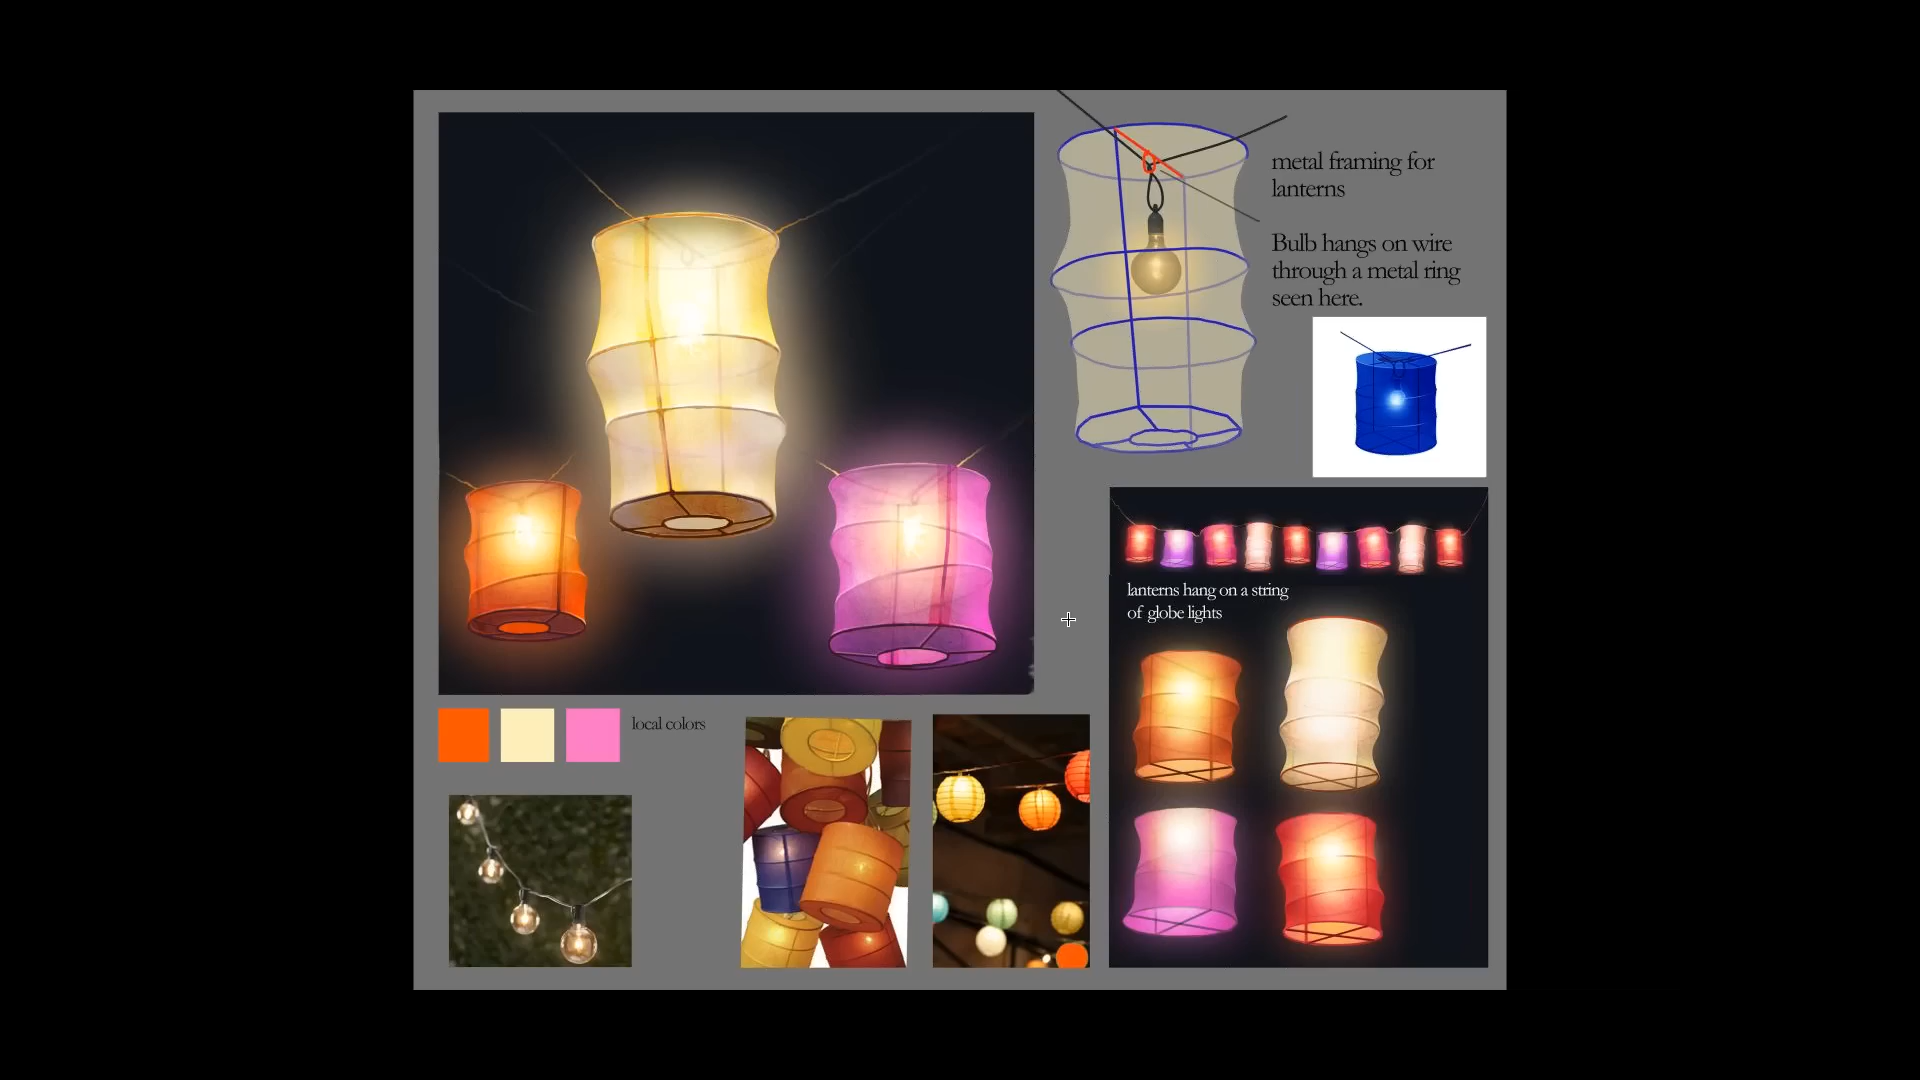 metal framing for
lanterns
Bulb hangs on wire
through a metal ring
seen here.
lanterns hang on a string
of globe lights
local colors